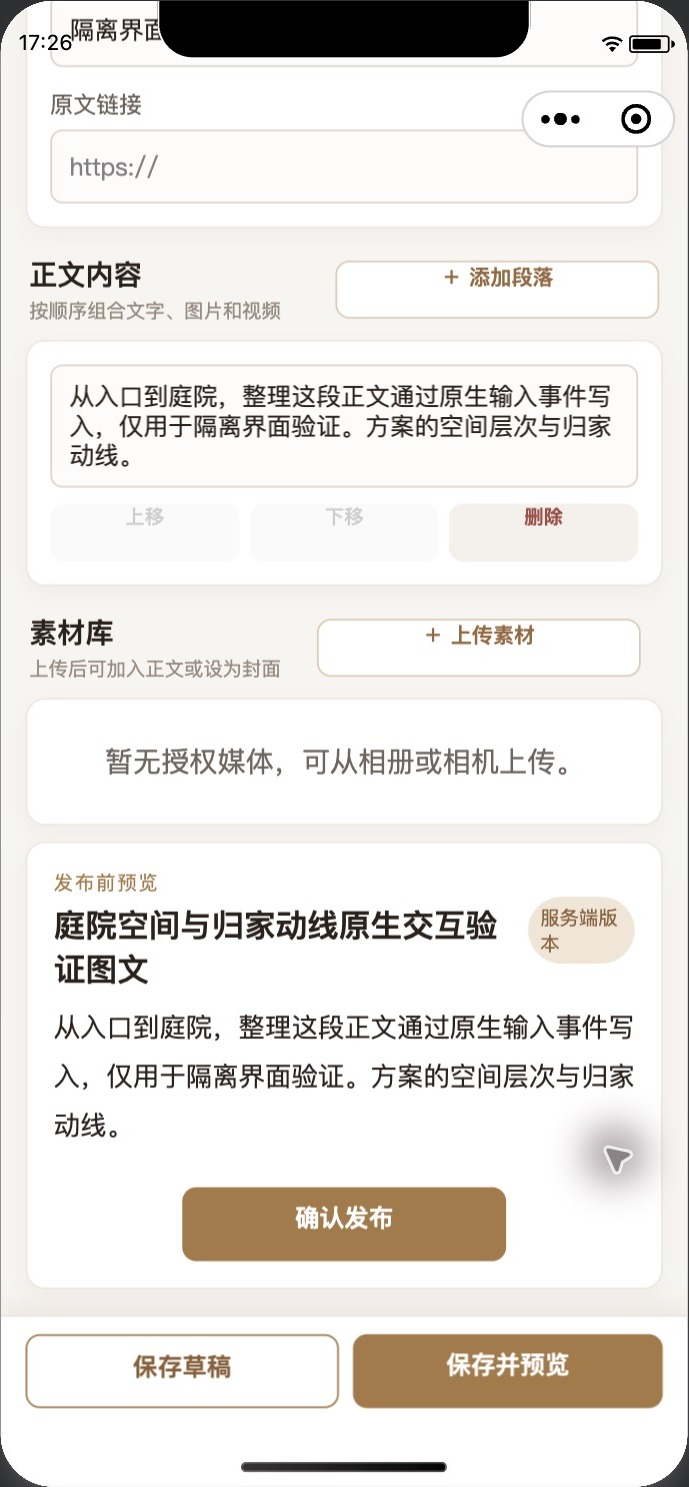 隔离界面
17:26
原文链接
https://
正文内容
+ 添加段落
按顺序组合文字、图片和视频
从入口到庭院，整理这段正文通过原生输入事件写
入，仅用于隔离界面验证。方案的空间层次与归家
动线。
上移
下移
删除
素材库
+ 上传素材
上传后可加入正文或设为封面
暂无授权媒体，可从相册或相机上传。
发布前预览
庭院空间与归家动线原生交互验
证图文
服务端版
本
从入口到庭院，整理这段正文通过原生输入事件写
入，仅用于隔离界面验证。方案的空间层次与归家
动线。
确认发布
保存草稿
保存并预览